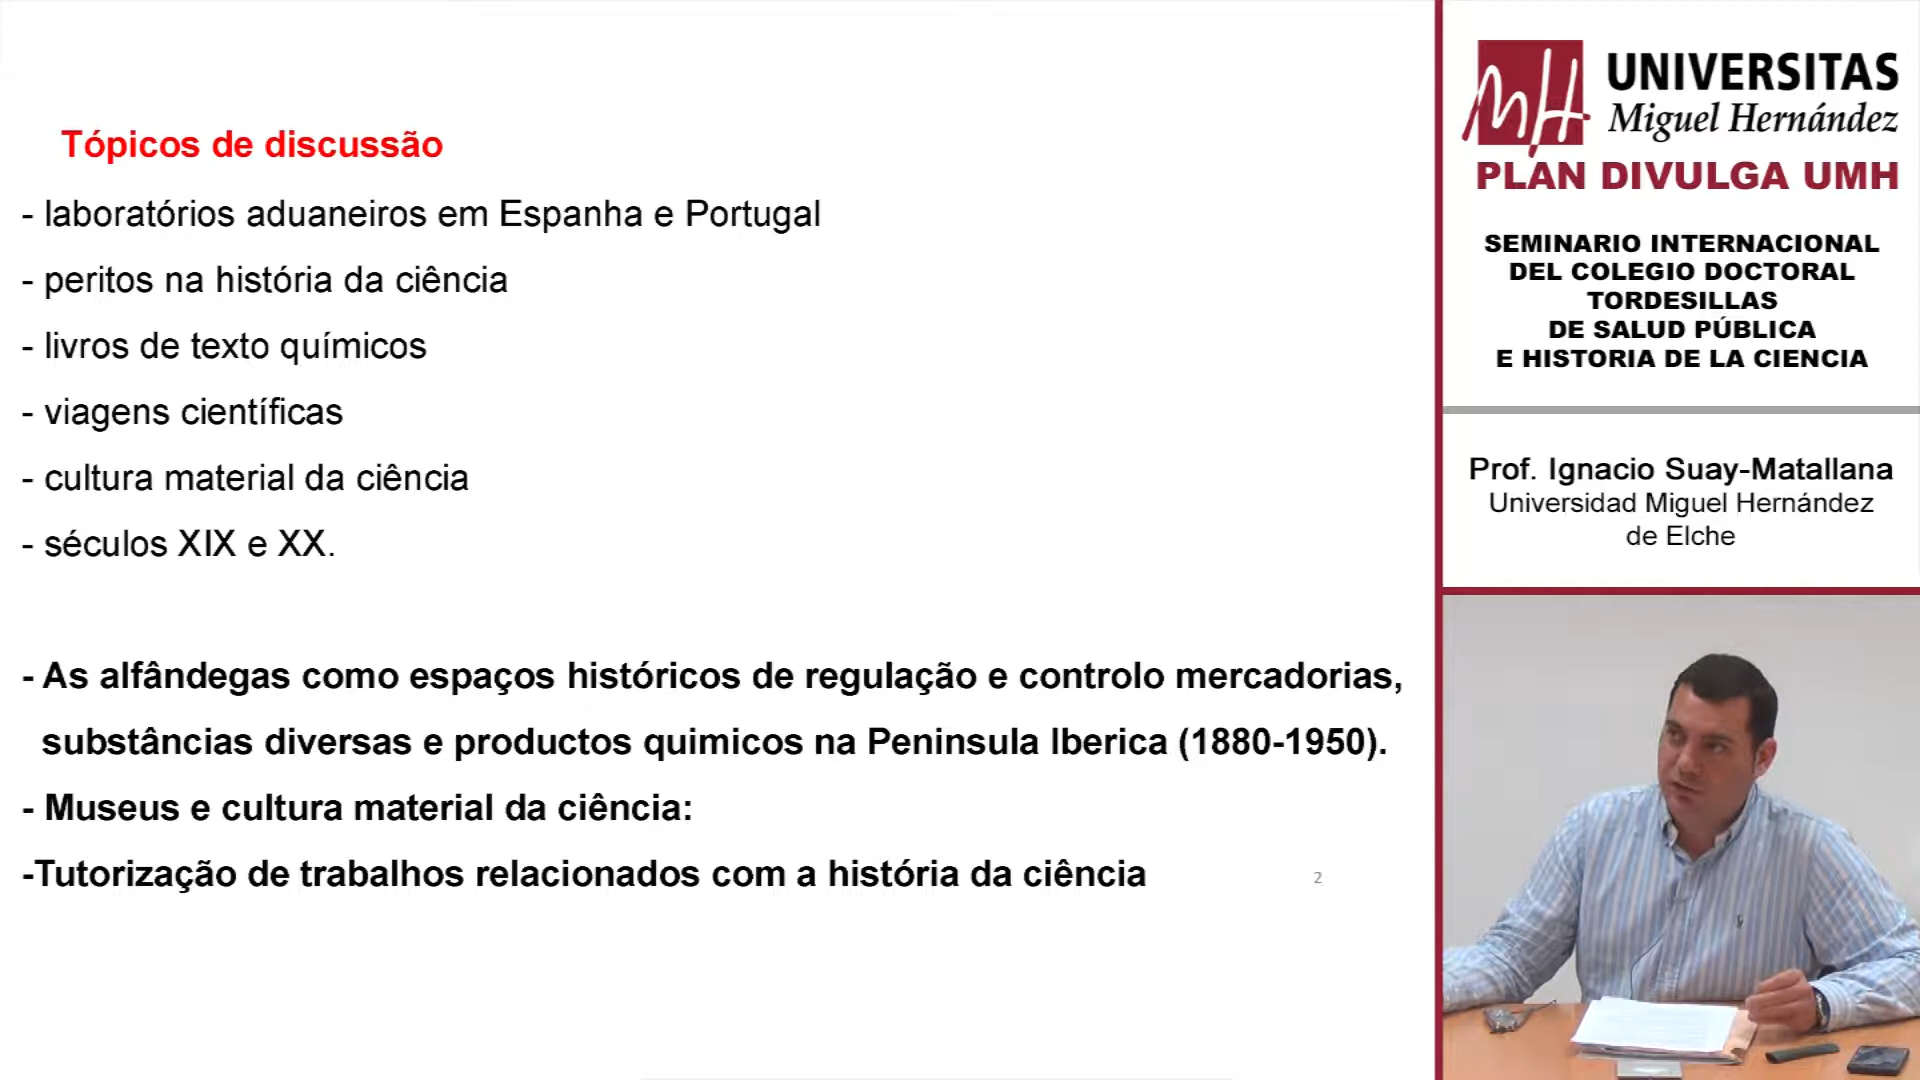 Tópicos de discussão
- laboratórios aduaneiros em Espanha e Portugal
- peritos na história da ciência
- livros de texto químicos
- viagens científicas
- cultura material da ciência
- séculos XIX e XX.
- As alfândegas como espaços históricos de regulação e controlo mercadorias,
substâncias diversas e productos quimicos na Peninsula Iberica (1880-1950).
- Museus e cultura material da ciência:
-Tutorização de trabalhos relacionados com a história da ciência
2
MH
UNIVERSITAS
Miguel Hernández
PLAN DIVULGA UMH
SEMINARIO INTERNACIONAL
DEL COLEGIO DOCTORAL
TORDESILLAS
DE SALUD PÚBLICA
E HISTORIA DE LA CIENCIA
Prof. Ignacio Suay-Matallana
Universidad Miguel Hernández
de Elche